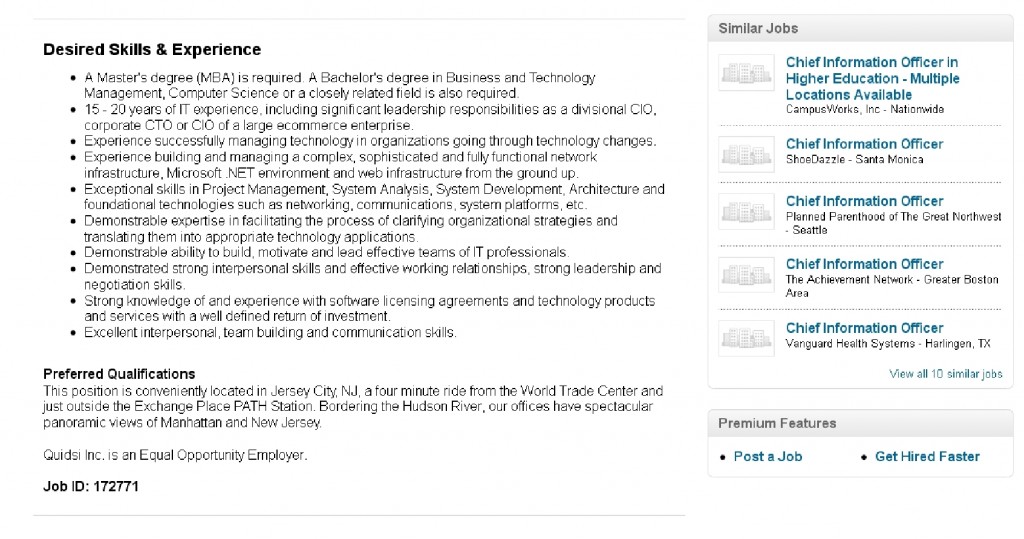 Desired Skills & Experience
A Master's degree (MBA) is required. A Bachelor's degree in Business and Technology
Management, Computer Science or a closely related field is also required.
15 - 20 years of IT experience, including significant leadership responsibilities as a divisional CIO,
corporate CTO or CIO of a large ecommerce enterprise.
Experience successfully managing technology in organizations going through technology changes.
Experience building and managing a complex, sophisticated and fully functional network
infrastructure, Microsoft .NET environment and web infrastructure from the ground up.
Exceptional skills in Project Management, System Analysis, System Development, Architecture and
foundational technologies such as networking, communications, system platforms, etc.
Demonstrable expertise in facilitating the process of clarifying organizational strategies and
translating them into appropriate technology applications.
Demonstrable ability to build, motivate and lead effective teams of IT professionals.
Demonstrated strong interpersonal skills and effective working relationships, strong leadership and
negotiation skills.
Strong knowledge of and experience with software licensing agreements and technology products
and services with a well defined return of investment.
Excellent interpersonal, team building and communication skills.
Preferred Qualifications
This position is conveniently located in Jersey City, NJ, a four minute ride from the World Trade Center and
just outside the Exchange Place PATH Station. Bordering the Hudson River, our offices have spectacular
panoramic views of Manhattan and New Jersey.
Quidsi Inc. is an Equal Opportunity Employer.
Job ID: 172771
Similar Jobs
Chief Information Officer in
Higher Education - Multiple
Locations Available
CampusWorks, Inc - Nationwide
Chief Information Officer
ShoeDazzle - Santa Monica
Chief Information Officer
Planned Parenthood of The Great Northwest
- Seattle
Chief Information Officer
The Achievement Network - Greater Boston
Area
Chief Information Officer
Vanguard Health Systems - Harlingen, TX
View all 10 similar jobs
Premium Features
Post a Job
Get Hired Faster